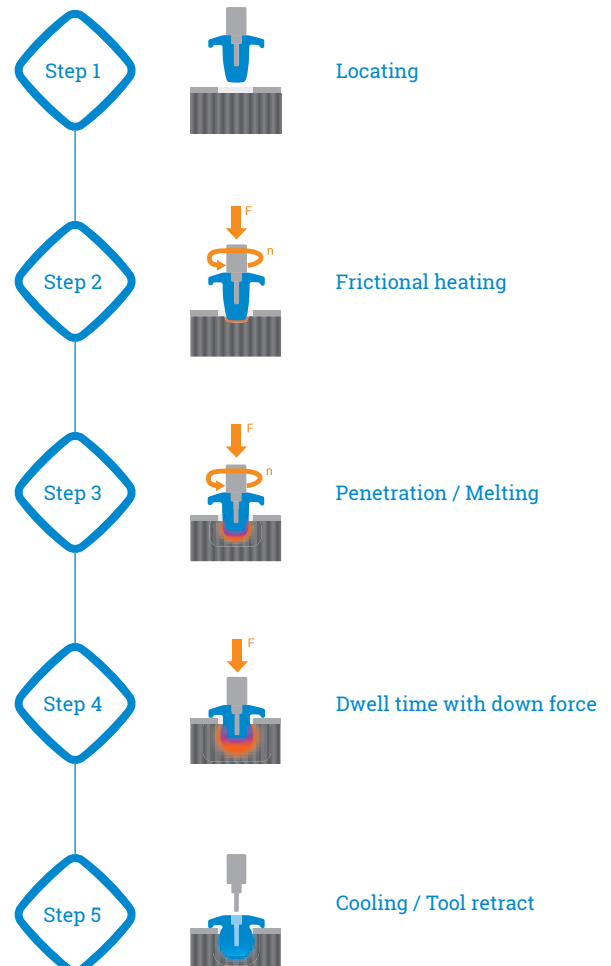 Step 1
Locating
F
n
Step 2
Frictional heating
F
n
Step 3
Penetration / Melting
F
Step 4
Dwell time with down force
Step 5
Cooling / Tool retract